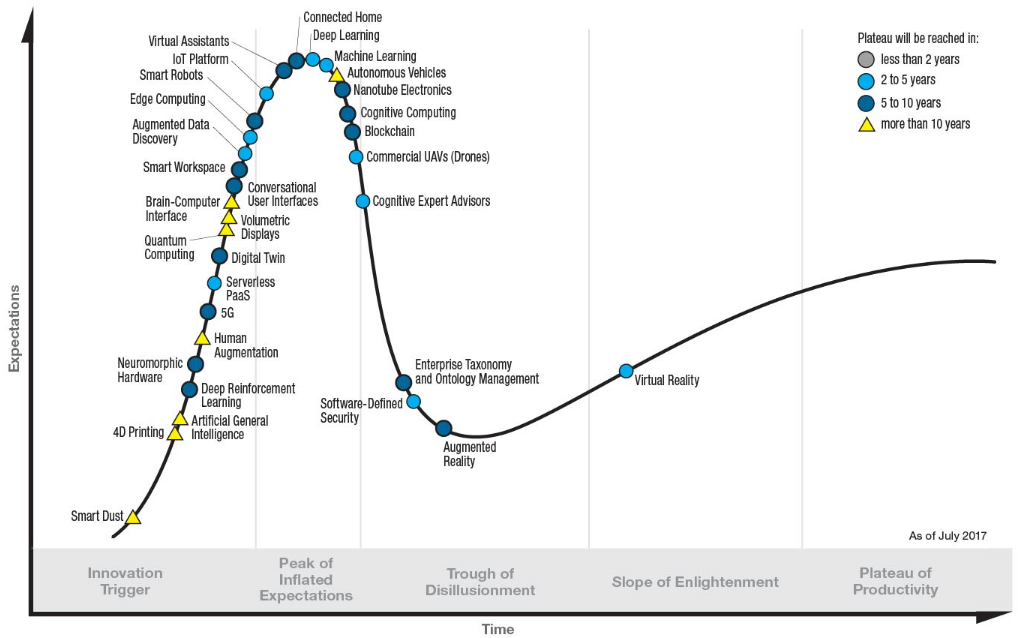 Connected Home
Deep Learning
Virtual Assistants
IoT Platform
Machine Learning
Smart Robots
Autonomous Vehicles
Nanotube Electronics
Edge Computing
Cognitive Computing
Augmented Data
Discovery
Blockchain
Commercial UAVs (Drones)
Smart Workspace
Conversational
User Interfaces
Cognitive Expert Advisors
Brain-Computer
Interface
Volumetric
Displays
Quantum
Computing
Digital Twin
Serverless
PaaS
5G
Human
Augmentation
Neuromorphic
Hardware
Deep Reinforcement
Learning
Artificial General
Intelligence
4D Printing
Smart Dust
Enterprise Taxonomy
and Ontology Management
Software-Defined
Security
Augmented
Reality
Virtual Reality
Plateau will be reached in:
less than 2 years
2 to 5 years
5 to 10 years
more than 10 years
As of July 2017
Expectations
Innovation
Trigger
Peak of
Inflated
Expectations
Trough of
Disillusionment
Slope of Enlightenment
Plateau of
Productivity
Time